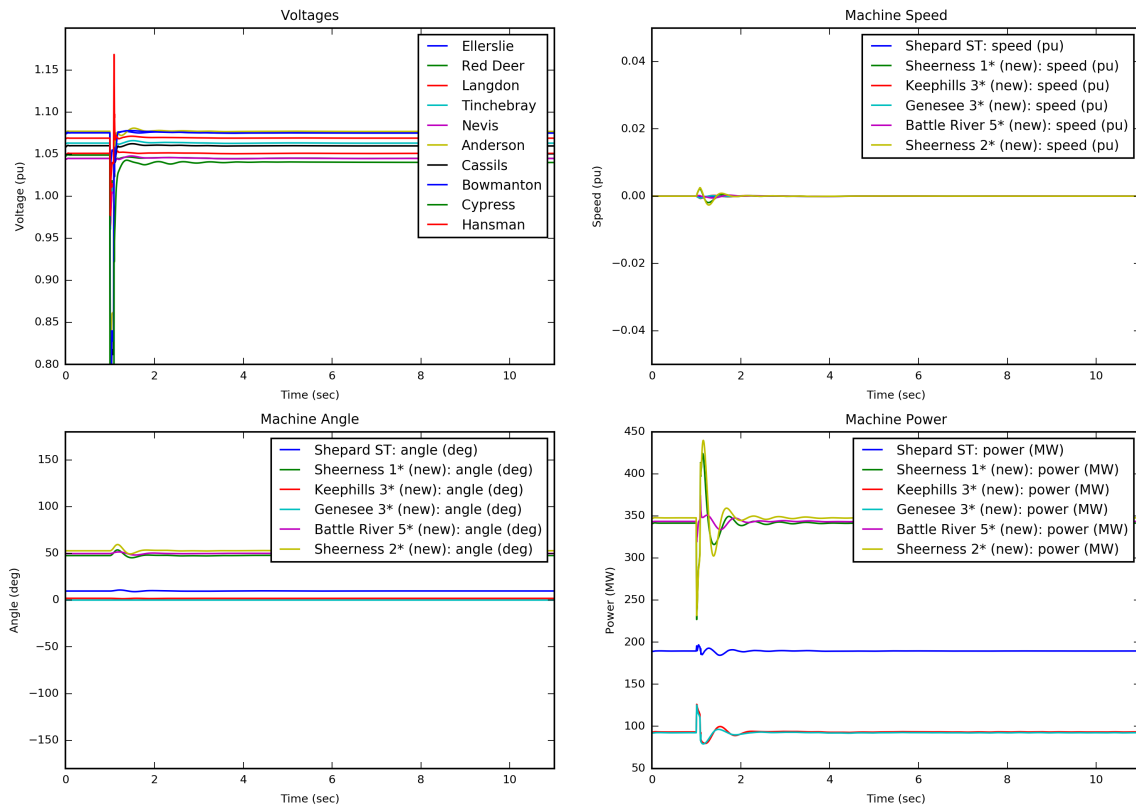 Voltages
1.15
1.10
1.05
1.00
0.95
0.90
0.85
0.80
Voltage (pu)
0 2 4 6 8 10
Time (sec)
Ellerslie
Red Deer
Langdon
Tinchebray
Nevis
Anderson
Cassils
Bowmanton
Cypress
Hansman
Machine Speed
0.04
0.02
0.00
−0.02
−0.04
Speed (pu)
0 2 4 6 8 10
Time (sec)
Shepard ST: speed (pu)
Sheerness 1* (new): speed (pu)
Keephills 3* (new): speed (pu)
Genesee 3* (new): speed (pu)
Battle River 5* (new): speed (pu)
Sheerness 2* (new): speed (pu)
Machine Angle
150
100
50
0
−50
−100
−150
Angle (deg)
0 2 4 6 8 10
Time (sec)
Shepard ST: angle (deg)
Sheerness 1* (new): angle (deg)
Keephills 3* (new): angle (deg)
Genesee 3* (new): angle (deg)
Battle River 5* (new): angle (deg)
Sheerness 2* (new): angle (deg)
Machine Power
450
400
350
300
250
200
150
100
50
Power (MW)
0 2 4 6 8 10
Time (sec)
Shepard ST: power (MW)
Sheerness 1* (new): power (MW)
Keephills 3* (new): power (MW)
Genesee 3* (new): power (MW)
Battle River 5* (new): power (MW)
Sheerness 2* (new): power (MW)